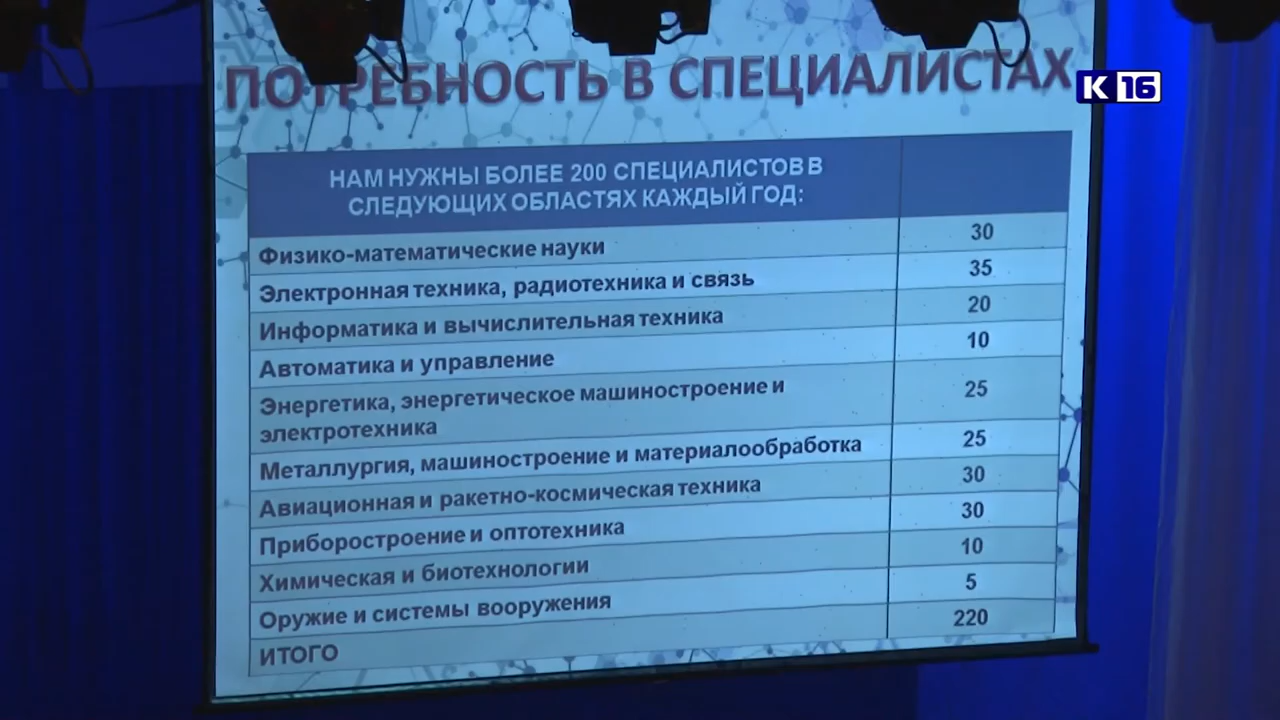 ПОТРЕБНОСТЬ В СПЕЦИАЛИСТАХ
К 16
НАМ НУЖНЫ БОЛЕЕ 200 СПЕЦИАЛИСТОВ В
СЛЕДУЮЩИХ ОБЛАСТЯХ КАЖДЫЙ ГОД:
Физико-математические науки 30
Электронная техника, радиотехника и связь 35
Информатика и вычислительная техника 20
Автоматика и управление 10
Энергетика, энергетическое машиностроение и
электротехника 25
Металлургия, машиностроение и материалообработка 25
Авиационная и ракетно-космическая техника 30
Приборостроение и оптотехника 30
Химическая и биотехнологии 10
Оружие и системы вооружения 5
ИТОГО 220